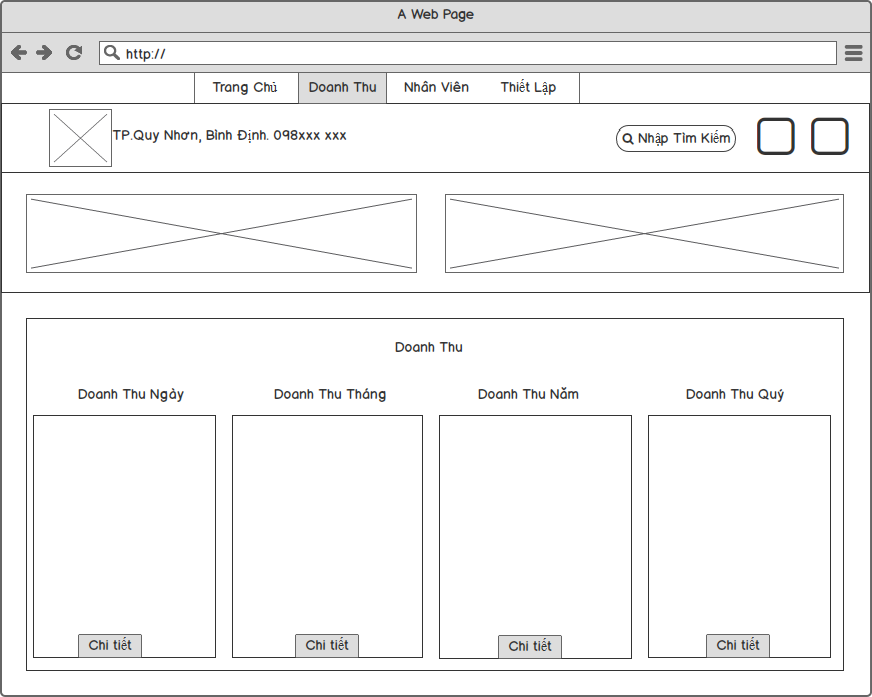 A Web Page
http://
Trang Chủ Doanh Thu Nhân Viên Thiết Lập
TP.Quy Nhơn, Bình Định. 098xxx xxx
Nhập Tìm Kiếm
Doanh Thu
Doanh Thu Ngày Doanh Thu Tháng Doanh Thu Năm Doanh Thu Quý
Chi tiết Chi tiết Chi tiết Chi tiết